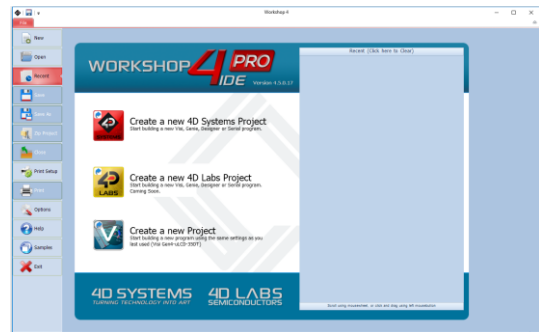 Workshop 4
File
New
Open
Recent
Save
Save As
Zip Project
Close
Print Setup
Print
Options
Help
Samples
Exit
WORKSHOP 4 PRO
IDE Version 4.5.0.17
Create a new 4D Systems Project
Start building a new Visi, Genie, Designer or Serial program.
Create a new 4D Labs Project
Start building a new Visi, Genie, Designer or Serial program.
Coming Soon.
Create a new Project
Start building a new program using the same settings as you
last used (Visi Gen4-uLCD-35DT)
4D SYSTEMS
TURNING TECHNOLOGY INTO ART
4D LABS
SEMICONDUCTORS
Recent (Click here to Clear)
Scroll using mousewheel, or click and drag using left mousebutton